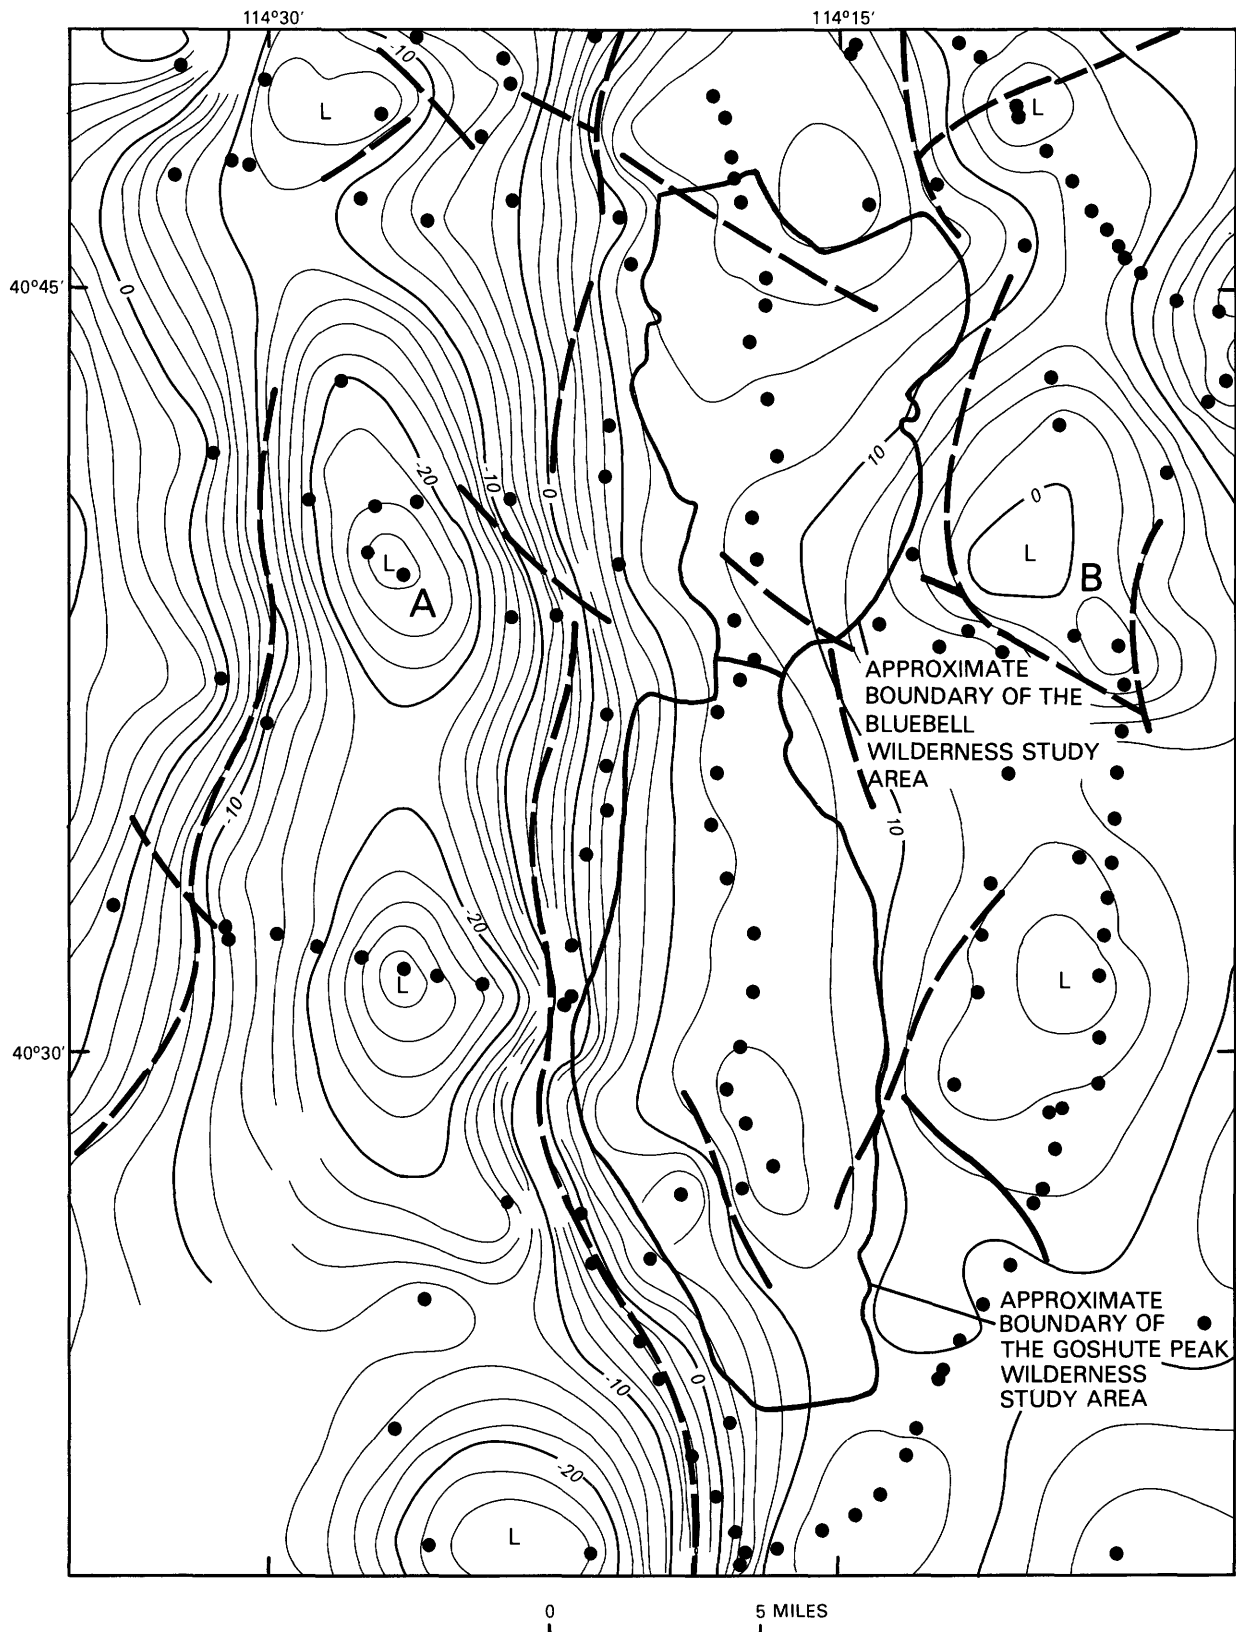 114°30′
114°15′
-10
L
L
0
40°45′
-20
-10
0
10
0
L
L
A
B
APPROXIMATE
BOUNDARY OF THE
BLUEBELL
WILDERNESS STUDY
AREA
-10
10
-20
L
L
40°30′
APPROXIMATE
BOUNDARY OF
THE GOSHUTE PEAK
WILDERNESS
STUDY AREA
-10
0
-20
L
0
5 MILES